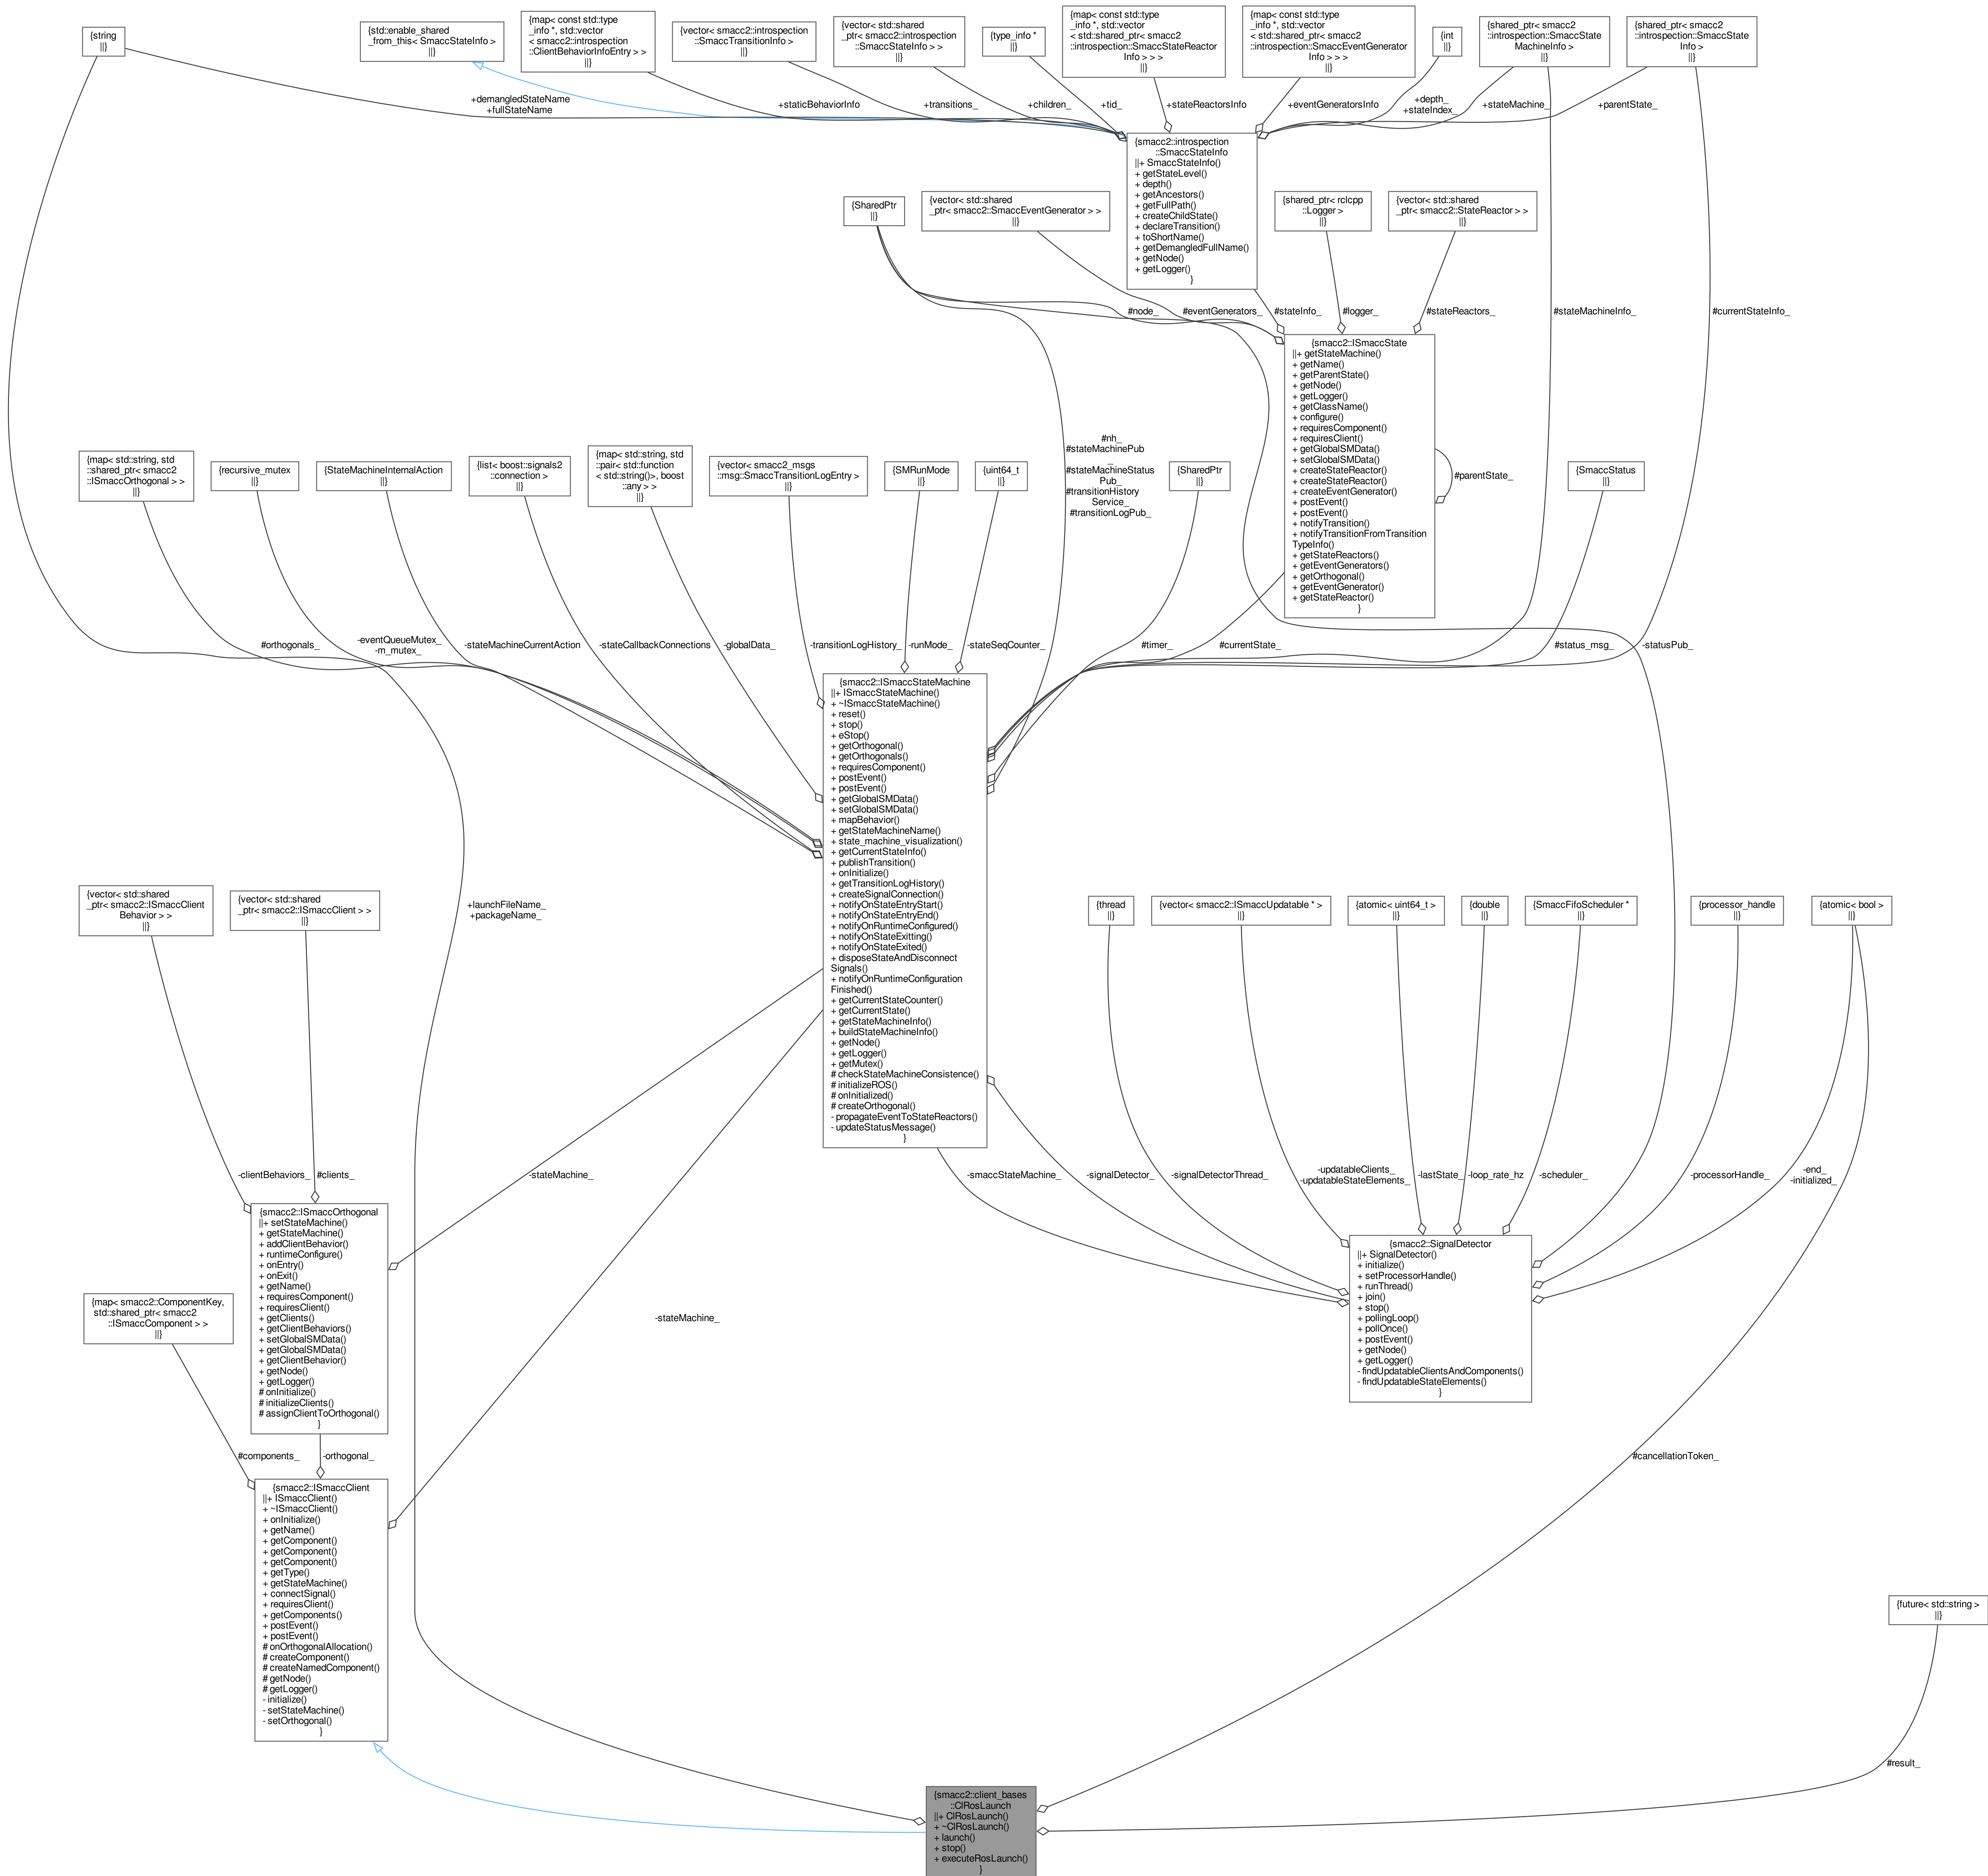 {string
||}
{std::enable_shared
_from_this< SmaccStateInfo >
||}
{map< const std::type
_info *, std::vector
< smacc2::introspection
::ClientBehaviorInfoEntry > >
||}
{vector< smacc2::introspection
::SmaccTransitionInfo >
||}
{vector< std::shared
_ptr< smacc2::introspection
::SmaccStateInfo > >
||}
{type_info *
||}
{map< const std::type
_info *, std::vector
< std::shared_ptr< smacc2
::introspection::SmaccStateReactor
Info > > >
||}
{map< const std::type
_info *, std::vector
< std::shared_ptr< smacc2
::introspection::SmaccEventGenerator
Info > > >
||}
{int
||}
{shared_ptr< smacc2
::introspection::SmaccState
MachineInfo >
||}
{shared_ptr< smacc2
::introspection::SmaccState
Info >
||}
+demangledStateName
+fullStateName
+staticBehaviorInfo
+transitions_
+children_
+tid_
+stateReactorsInfo
+eventGeneratorsInfo
+depth_
+stateIndex_
+stateMachine_
+parentState_
{smacc2::introspection
::SmaccStateInfo
||+ SmaccStateInfo()
+ getStateLevel()
+ depth()
+ getAncestors()
+ getFullPath()
+ createChildState()
+ declareTransition()
+ toShortName()
+ getDemangledFullName()
+ getNode()
+ getLogger()
}
{SharedPtr
||}
{vector< std::shared
_ptr< smacc2::SmaccEventGenerator > >
||}
{shared_ptr< rclcpp
::Logger >
||}
{vector< std::shared
_ptr< smacc2::StateReactor > >
||}
#node_
#eventGenerators_
#stateInfo_
#logger_
#stateReactors_
#stateMachineInfo_
#currentStateInfo_
{smacc2::ISmaccState
||+ getStateMachine()
+ getName()
+ getParentState()
+ getNode()
+ getLogger()
+ getClassName()
+ configure()
+ requiresComponent()
+ requiresClient()
+ getGlobalSMData()
+ setGlobalSMData()
+ createStateReactor()
+ createStateReactor()
+ createEventGenerator()
+ postEvent()
+ postEvent()
+ notifyTransition()
+ notifyTransitionFromTransition
TypeInfo()
+ getStateReactors()
+ getEventGenerators()
+ getOrthogonal()
+ getEventGenerator()
+ getStateReactor()
}
#parentState_
{map< std::string, std
::shared_ptr< smacc2
::ISmaccOrthogonal > >
||}
{recursive_mutex
||}
{StateMachineInternalAction
||}
{list< boost::signals2
::connection >
||}
{map< std::string, std
::pair< std::function
< std::string()>, boost
::any > >
||}
{vector< smacc2_msgs
::msg::SmaccTransitionLogEntry >
||}
{SMRunMode
||}
{uint64_t
||}
#nh_
#stateMachinePub
_
#stateMachineStatus
Pub_
#transitionHistory
Service_
#transitionLogPub_
{SharedPtr
||}
{SmaccStatus
||}
#orthogonals_
-eventQueueMutex_
-m_mutex_
-stateMachineCurrentAction
-stateCallbackConnections
-globalData_
-transitionLogHistory_
-runMode_
-stateSeqCounter_
#timer_
#currentState_
#status_msg_
-statusPub_
{smacc2::ISmaccStateMachine
||+ ISmaccStateMachine()
+ ~ISmaccStateMachine()
+ reset()
+ stop()
+ eStop()
+ getOrthogonal()
+ getOrthogonals()
+ requiresComponent()
+ postEvent()
+ postEvent()
+ getGlobalSMData()
+ setGlobalSMData()
+ mapBehavior()
+ getStateMachineName()
+ state_machine_visualization()
+ getCurrentStateInfo()
+ publishTransition()
+ onInitialize()
+ getTransitionLogHistory()
+ createSignalConnection()
+ notifyOnStateEntryStart()
+ notifyOnStateEntryEnd()
+ notifyOnRuntimeConfigured()
+ notifyOnStateExitting()
+ notifyOnStateExited()
+ disposeStateAndDisconnect
Signals()
+ notifyOnRuntimeConfiguration
Finished()
+ getCurrentStateCounter()
+ getCurrentState()
+ getStateMachineInfo()
+ buildStateMachineInfo()
+ getNode()
+ getLogger()
+ getMutex()
# checkStateMachineConsistence()
# initializeROS()
# onInitialized()
# createOrthogonal()
- propagateEventToStateReactors()
- updateStatusMessage()
}
{vector< std::shared
_ptr< smacc2::ISmaccClient
Behavior > >
||}
{vector< std::shared
_ptr< smacc2::ISmaccClient > >
||}
+launchFileName_
+packageName_
{thread
||}
{vector< smacc2::ISmaccUpdatable * >
||}
{atomic< uint64_t >
||}
{double
||}
{SmaccFifoScheduler *
||}
{processor_handle
||}
{atomic< bool >
||}
-clientBehaviors_
#clients_
-stateMachine_
-smaccStateMachine_
-signalDetector_
-signalDetectorThread_
-updatableClients_
-updatableStateElements_
-lastState_
-loop_rate_hz
-scheduler_
-processorHandle_
-end_
-initialized_
{smacc2::ISmaccOrthogonal
||+ setStateMachine()
+ getStateMachine()
+ addClientBehavior()
+ runtimeConfigure()
+ onEntry()
+ onExit()
+ getName()
+ requiresComponent()
+ requiresClient()
+ getClients()
+ getClientBehaviors()
+ setGlobalSMData()
+ getGlobalSMData()
+ getClientBehavior()
+ getNode()
+ getLogger()
# onInitialize()
# initializeClients()
# assignClientToOrthogonal()
}
{smacc2::SignalDetector
||+ SignalDetector()
+ initialize()
+ setProcessorHandle()
+ runThread()
+ join()
+ stop()
+ pollingLoop()
+ pollOnce()
+ postEvent()
+ getNode()
+ getLogger()
- findUpdatableClientsAndComponents()
- findUpdatableStateElements()
}
{map< smacc2::ComponentKey,
std::shared_ptr< smacc2
::ISmaccComponent > >
||}
-stateMachine_
#components_
-orthogonal_
#cancellationToken_
{smacc2::ISmaccClient
||+ ISmaccClient()
+ ~ISmaccClient()
+ onInitialize()
+ getName()
+ getComponent()
+ getComponent()
+ getComponent()
+ getType()
+ getStateMachine()
+ connectSignal()
+ requiresClient()
+ getComponents()
+ postEvent()
+ postEvent()
# onOrthogonalAllocation()
# createComponent()
# createNamedComponent()
# getNode()
# getLogger()
- initialize()
- setStateMachine()
- setOrthogonal()
}
{future< std::string >
||}
#result_
{smacc2::client_bases
::ClRosLaunch
||+ ClRosLaunch()
+ ~ClRosLaunch()
+ launch()
+ stop()
+ executeRosLaunch()
}